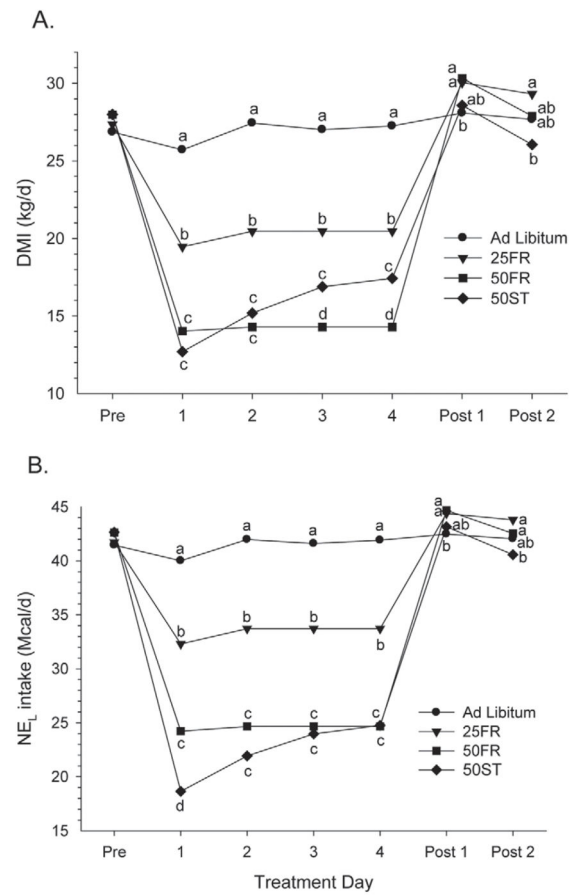 A.
DMI (kg/d)
30
25
20
15
10
a
a
a
a
a
a
a
ab
b
a
ab
ab
b
b
b
b
b
c
c
c
c
c
c
d
d
Ad Libitum
25FR
50FR
50ST
Pre 1 2 3 4 Post 1 Post 2
B.
NEL intake (Mcal/d)
45
40
35
30
25
20
15
a
a
a
a
a
a
ab
b
a
a
ab
b
b
b
b
b
c
c
c
c
c
c
c
d
Ad Libitum
25FR
50FR
50ST
Pre 1 2 3 4 Post 1 Post 2
Treatment Day